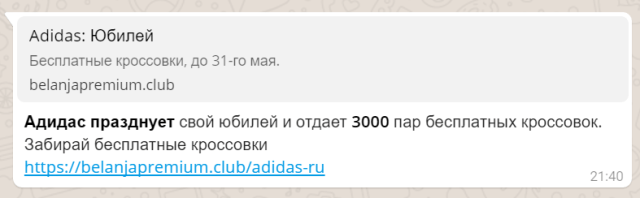 Adidas: Юбилей
Бесплатные кроссовки, до 31-го мая.
belanjapremium.club
Адидас празднует свой юбилей и отдает 3000 пар бесплатных кроссовок.
Забирай бесплатные кроссовки
https://belanjapremium.club/adidas-ru
21:40